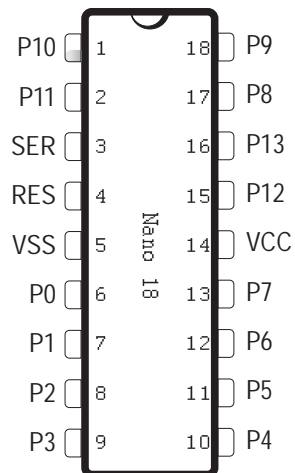 P10 1 18 P9
P11 2 17 P8
SER 3 16 P13
RES 4 15 P12
VSS 5 14 VCC
P0 6 13 P7
P1 7 12 P6
P2 8 11 P5
P3 9 10 P4
Nano 18